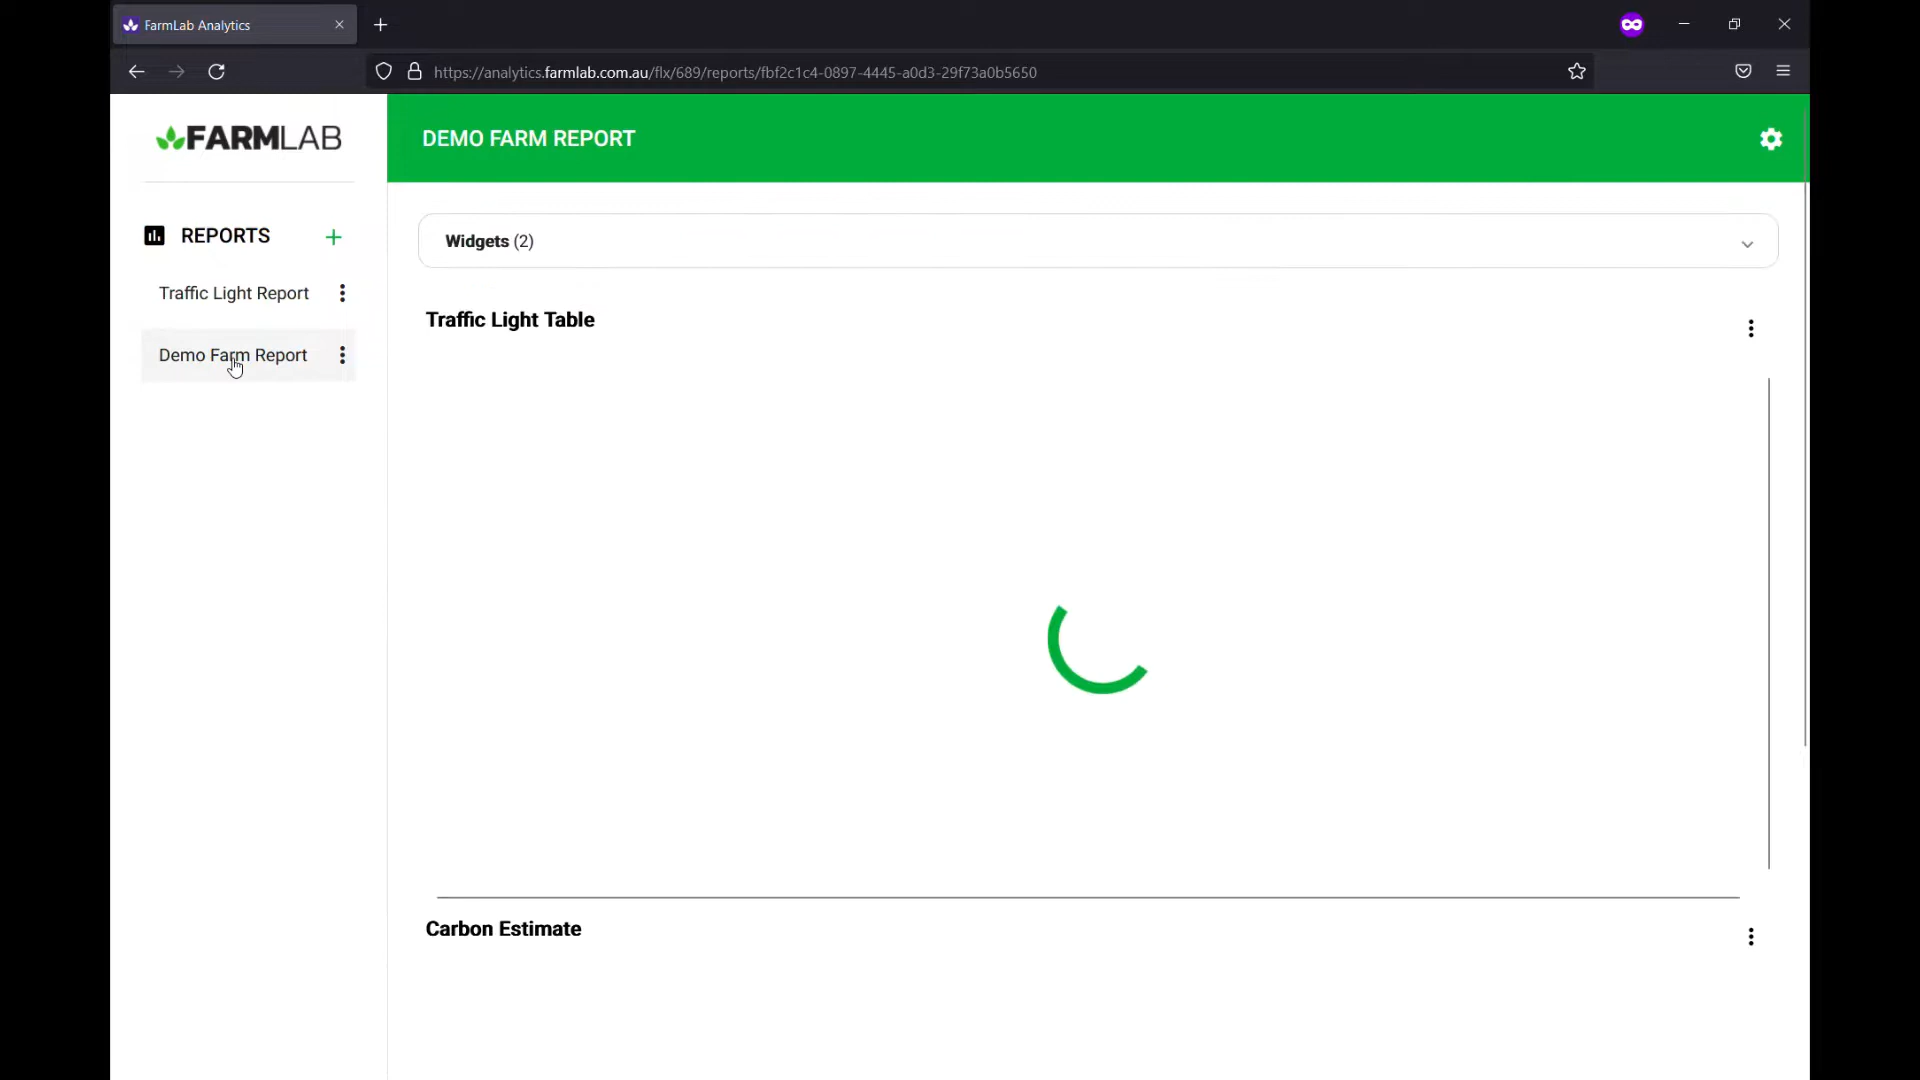 FarmLab Analytics
https://analytics.farmlab.com.au/flx/689/reports/fbf2c1c4-0897-4445-a0d3-29f73a0b5650
FARMLAB
DEMO FARM REPORT
REPORTS
Widgets (2)
Traffic Light Report
Traffic Light Table
Demo Farm Report
Carbon Estimate